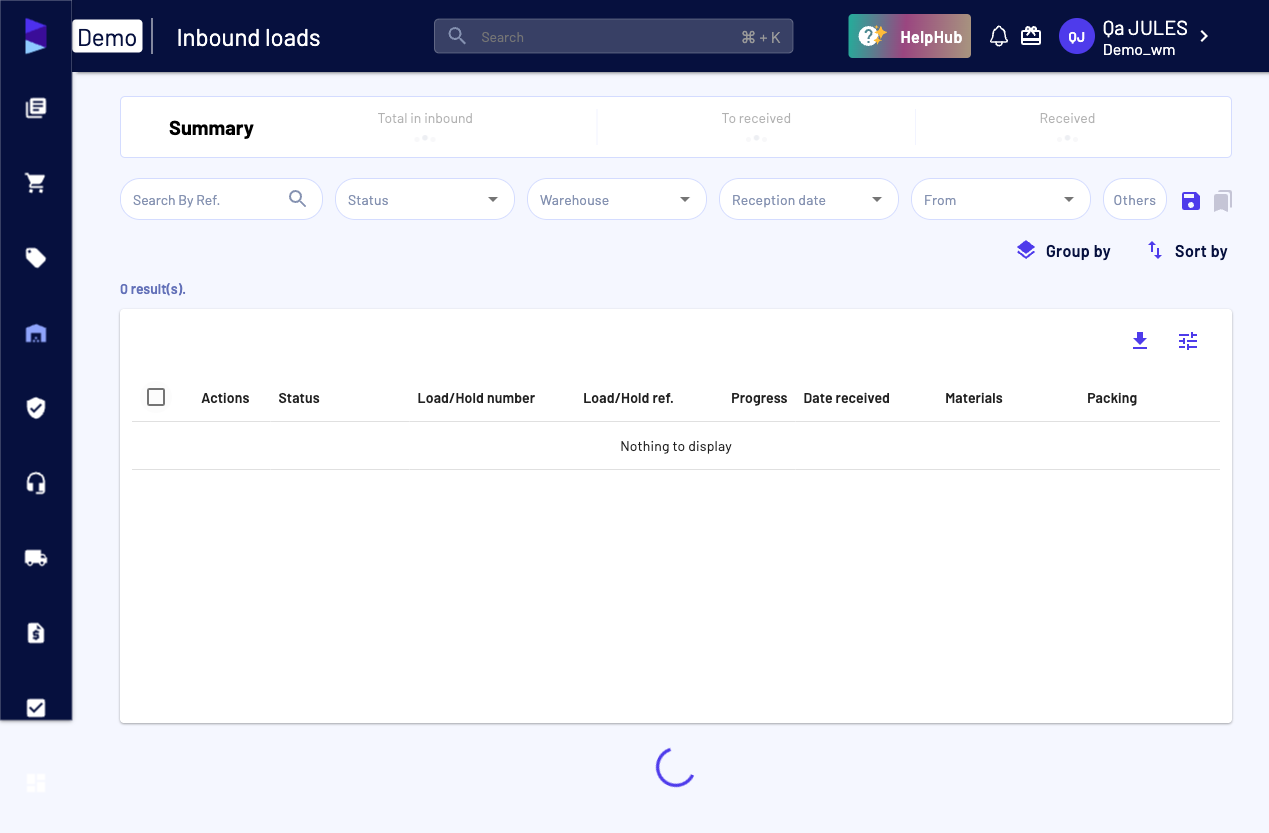 Demo
Inbound loads
Search
⌘ + K
HelpHub
QJ
Qa JULES
Demo_wm
Summary
Total in inbound
To received
Received
Search By Ref.
Status
Warehouse
Reception date
From
Others
Group by
Sort by
0 result(s).
Actions
Status
Load/Hold number
Load/Hold ref.
Progress
Date received
Materials
Packing
Nothing to display